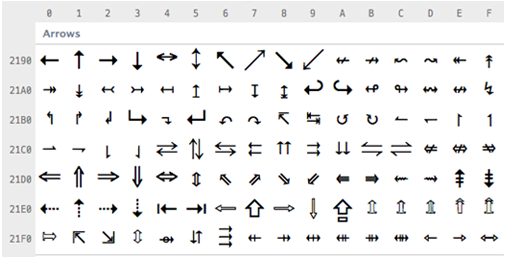 0 1 2 3 4 5 6 7 8 9 A B C D E F
Arrows
2190 ← ↑ → ↓ ↔ ↕ ↖ ↗ ↘ ↙ ↚ ↛ ↜ ↝ ↞ ↟
21A0 ↠ ↡ ↢ ↣ ↤ ↥ ↦ ↧ ↨ ↩ ↪ ↫ ↬ ↭ ↮ ↯
21B0 ↰ ↱ ↲ ↳ ↴ ↵ ↶ ↷ ↸ ↹ ↺ ↻ ↼ ↽ ↾ ↿
21C0 ⇀ ⇁ ⇂ ⇃ ⇄ ⇅ ⇆ ⇇ ⇈ ⇉ ⇊ ⇋ ⇌ ⇍ ⇎ ⇏
21D0 ⇐ ⇑ ⇒ ⇓ ⇔ ⇕ ⇖ ⇗ ⇘ ⇙ ⇚ ⇛ ⇜ ⇝ ⇞ ⇟
21E0 ⇠ ⇡ ⇢ ⇣ ⇤ ⇥ ⇦ ⇧ ⇨ ⇩ ⇪ ⇫ ⇬ ⇭ ⇮ ⇯
21F0 ⇰ ⇱ ⇲ ⇳ ⇴ ⇵ ⇶ ⇷ ⇸ ⇹ ⇺ ⇻ ⇼ ⇽ ⇾ ⇿